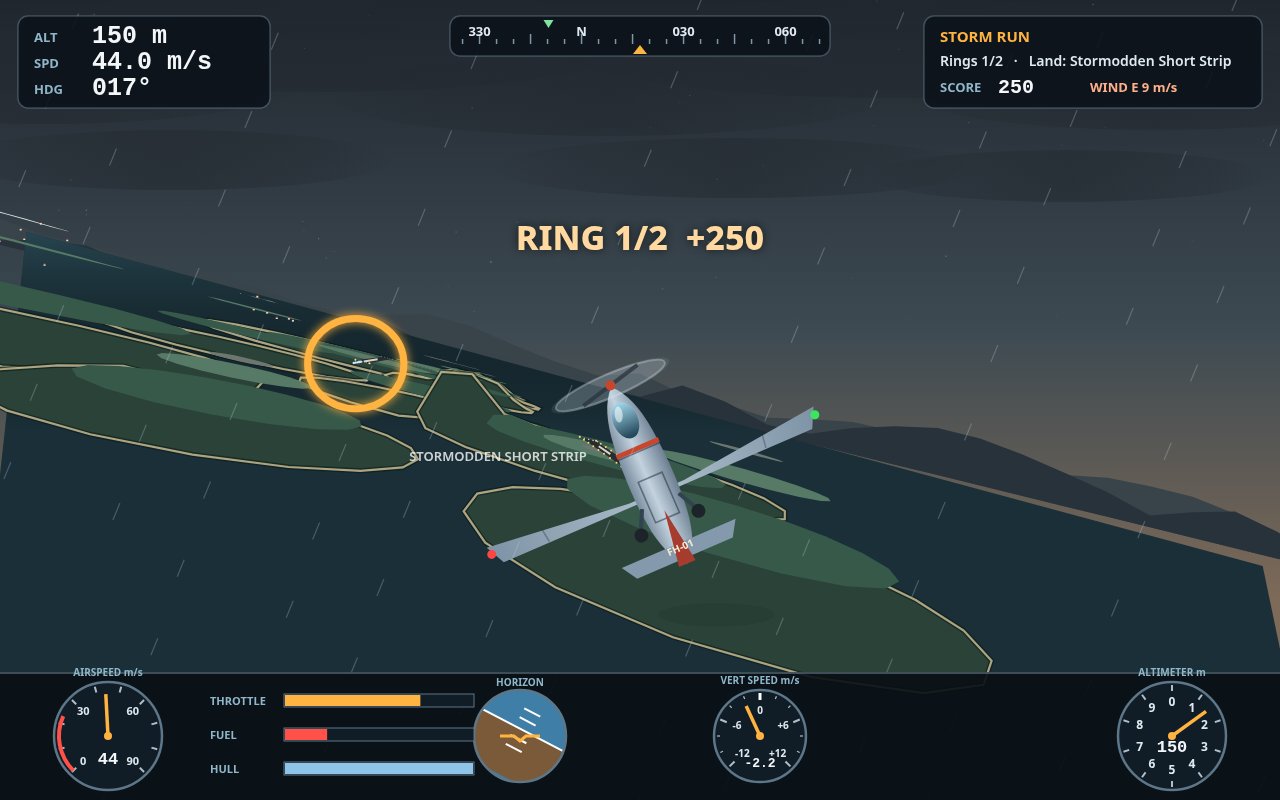 ALT 150 m
SPD 44.0 m/s
HDG 017°
330 N 030 060
STORM RUN
Rings 1/2 · Land: Stormodden Short Strip
SCORE 250 WIND E 9 m/s
RING 1/2 +250
STORMODDEN SHORT STRIP
FH-01
AIRSPEED m/s
30 60
0 44 90
THROTTLE
FUEL
HULL
HORIZON
VERT SPEED m/s
0
-6 +6
-12 +12
-2.2
ALTIMETER m
0
9 1
8 2
7 150 3
6 4
5